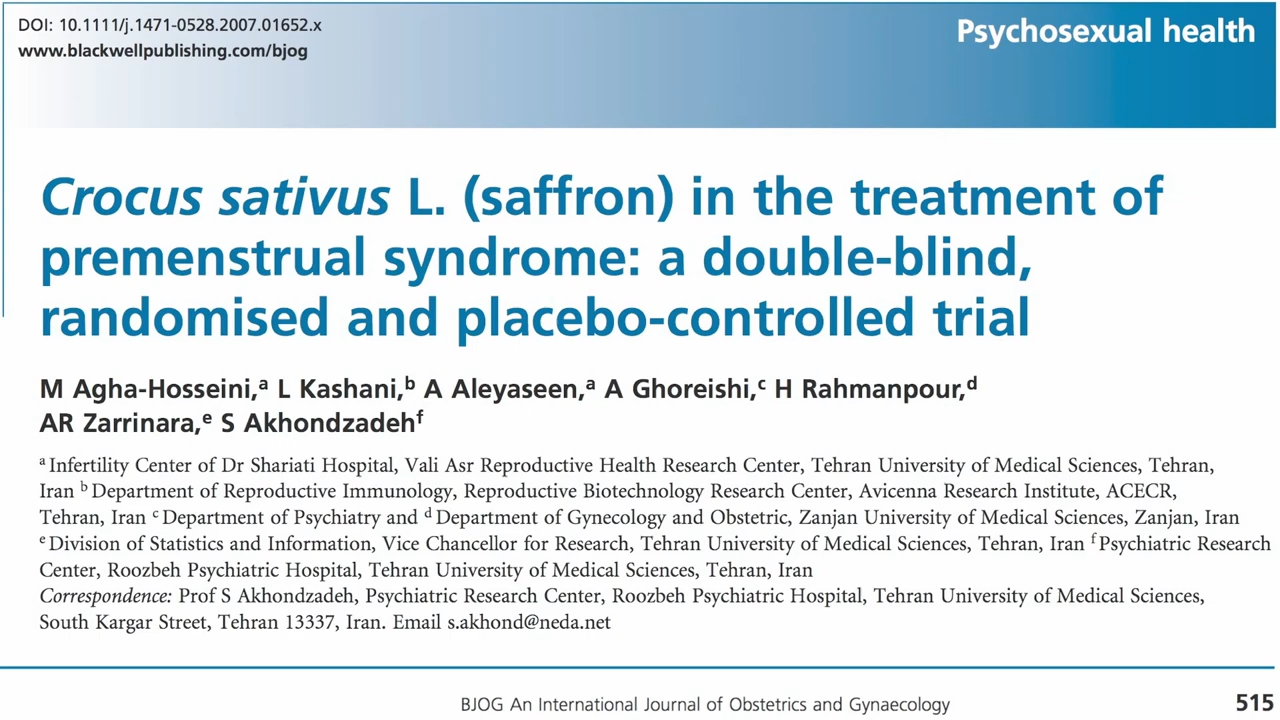 DOI: 10.1111/j.1471-0528.2007.01652.x
www.blackwellpublishing.com/bjog
Psychosexual health
Crocus sativus L. (saffron) in the treatment of
premenstrual syndrome: a double-blind,
randomised and placebo-controlled trial
M Agha-Hosseini,a L Kashani,b A Aleyaseen,a A Ghoreishi,c H Rahmanpour,d
AR Zarrinara,e S Akhondzadehf
a Infertility Center of Dr Shariati Hospital, Vali Asr Reproductive Health Research Center, Tehran University of Medical Sciences, Tehran,
Iran b Department of Reproductive Immunology, Reproductive Biotechnology Research Center, Avicenna Research Institute, ACECR,
Tehran, Iran c Department of Psychiatry and d Department of Gynecology and Obstetric, Zanjan University of Medical Sciences, Zanjan, Iran
e Division of Statistics and Information, Vice Chancellor for Research, Tehran University of Medical Sciences, Tehran, Iran f Psychiatric Research
Center, Roozbeh Psychiatric Hospital, Tehran University of Medical Sciences, Tehran, Iran
Correspondence: Prof S Akhondzadeh, Psychiatric Research Center, Roozbeh Psychiatric Hospital, Tehran University of Medical Sciences,
South Kargar Street, Tehran 13337, Iran. Email s.akhond@neda.net
BJOG An International Journal of Obstetrics and Gynaecology
515